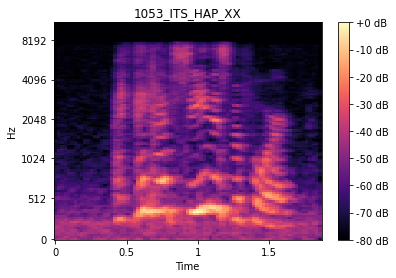 1053_ITS_HAP_XX
+0 dB
8192
-10 dB
4096
-20 dB
-30 dB
2048
Hz
-40 dB
1024
-50 dB
-60 dB
512
-70 dB
0
-80 dB
0
0.5
1
1.5
Time